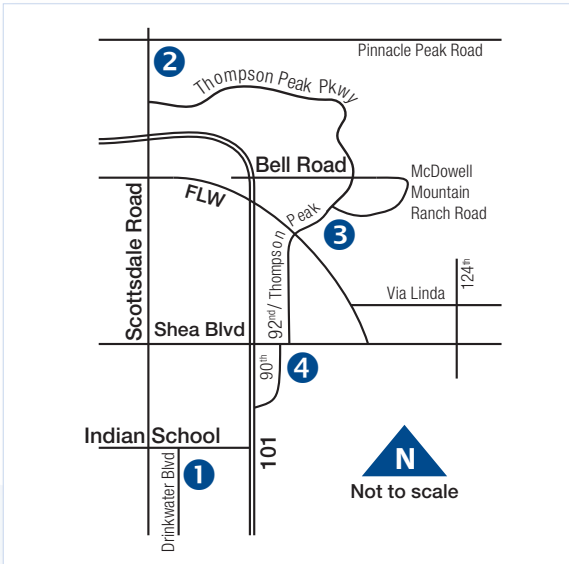 Pinnacle Peak Road
2
Thompson Peak Pkwy
Bell Road
McDowell
Mountain
Ranch Road
FLW
Scottsdale Road
92nd/ Thompson Peak
3
124th
Via Linda
Shea Blvd
90th
4
Indian School
101
1
Drinkwater Blvd
N
Not to scale